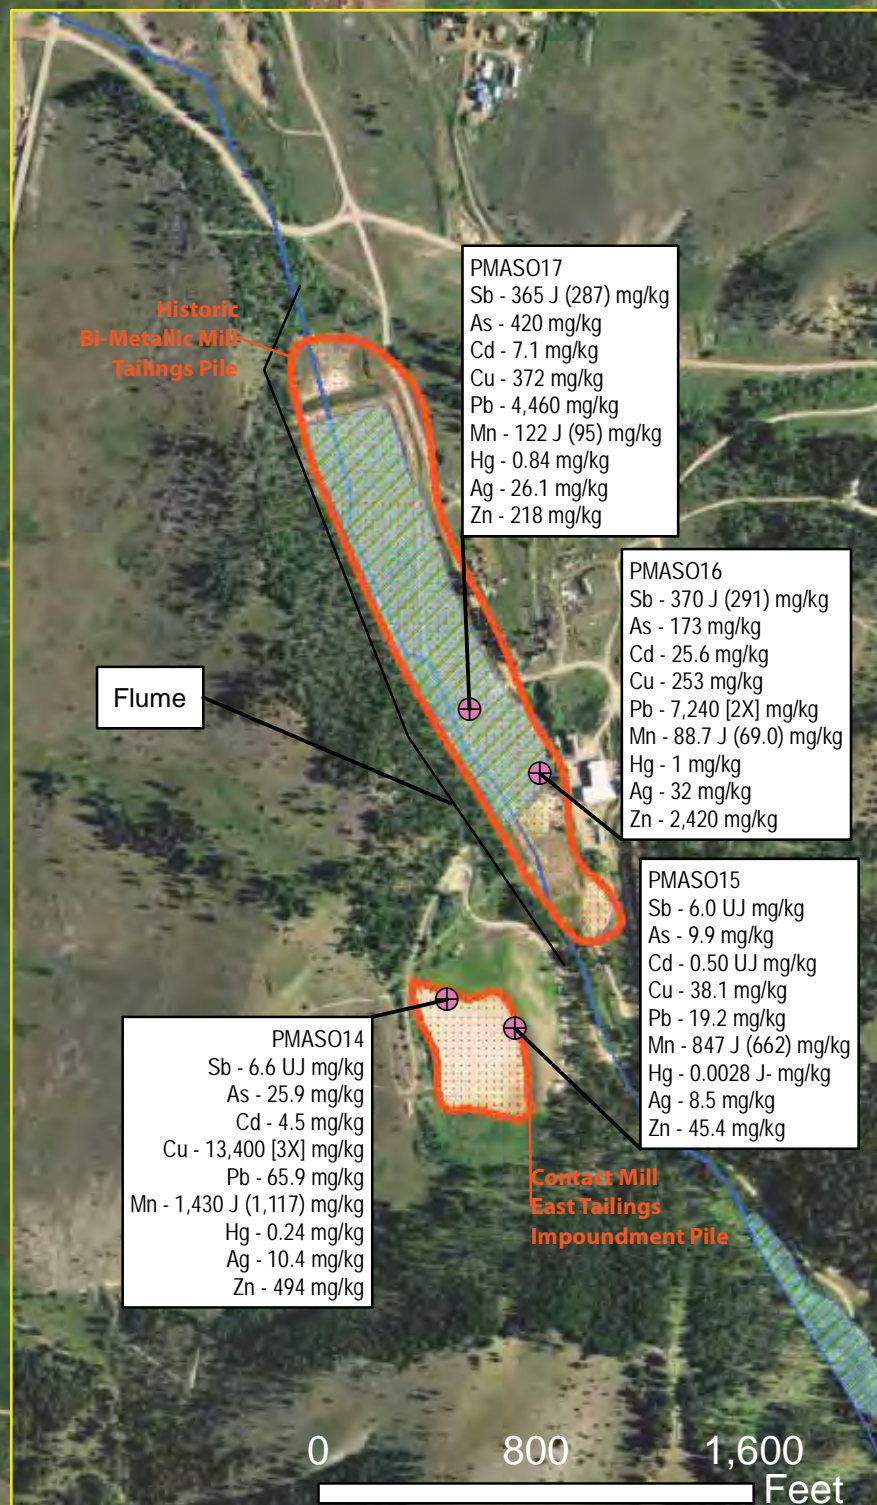 PMASO17
Sb - 365 J (287) mg/kg
As - 420 mg/kg
Cd - 7.1 mg/kg
Cu - 372 mg/kg
Pb - 4,460 mg/kg
Mn - 122 J (95) mg/kg
Hg - 0.84 mg/kg
Ag - 26.1 mg/kg
Zn - 218 mg/kg
Historic
Bi-Metallic Mill
Tailings Pile
PMASO16
Sb - 370 J (291) mg/kg
As - 173 mg/kg
Cd - 25.6 mg/kg
Cu - 253 mg/kg
Pb - 7,240 [2X] mg/kg
Mn - 88.7 J (69.0) mg/kg
Hg - 1 mg/kg
Ag - 32 mg/kg
Zn - 2,420 mg/kg
Flume
PMASO15
Sb - 6.0 UJ mg/kg
As - 9.9 mg/kg
Cd - 0.50 UJ mg/kg
Cu - 38.1 mg/kg
Pb - 19.2 mg/kg
Mn - 847 J (662) mg/kg
Hg - 0.0028 J- mg/kg
Ag - 8.5 mg/kg
Zn - 45.4 mg/kg
PMASO14
Sb - 6.6 UJ mg/kg
As - 25.9 mg/kg
Cd - 4.5 mg/kg
Cu - 13,400 [3X] mg/kg
Pb - 65.9 mg/kg
Mn - 1,430 J (1,117) mg/kg
Hg - 0.24 mg/kg
Ag - 10.4 mg/kg
Zn - 494 mg/kg
Contact Mill
East Tailings
Impoundment Pile
0 800 1,600
Feet